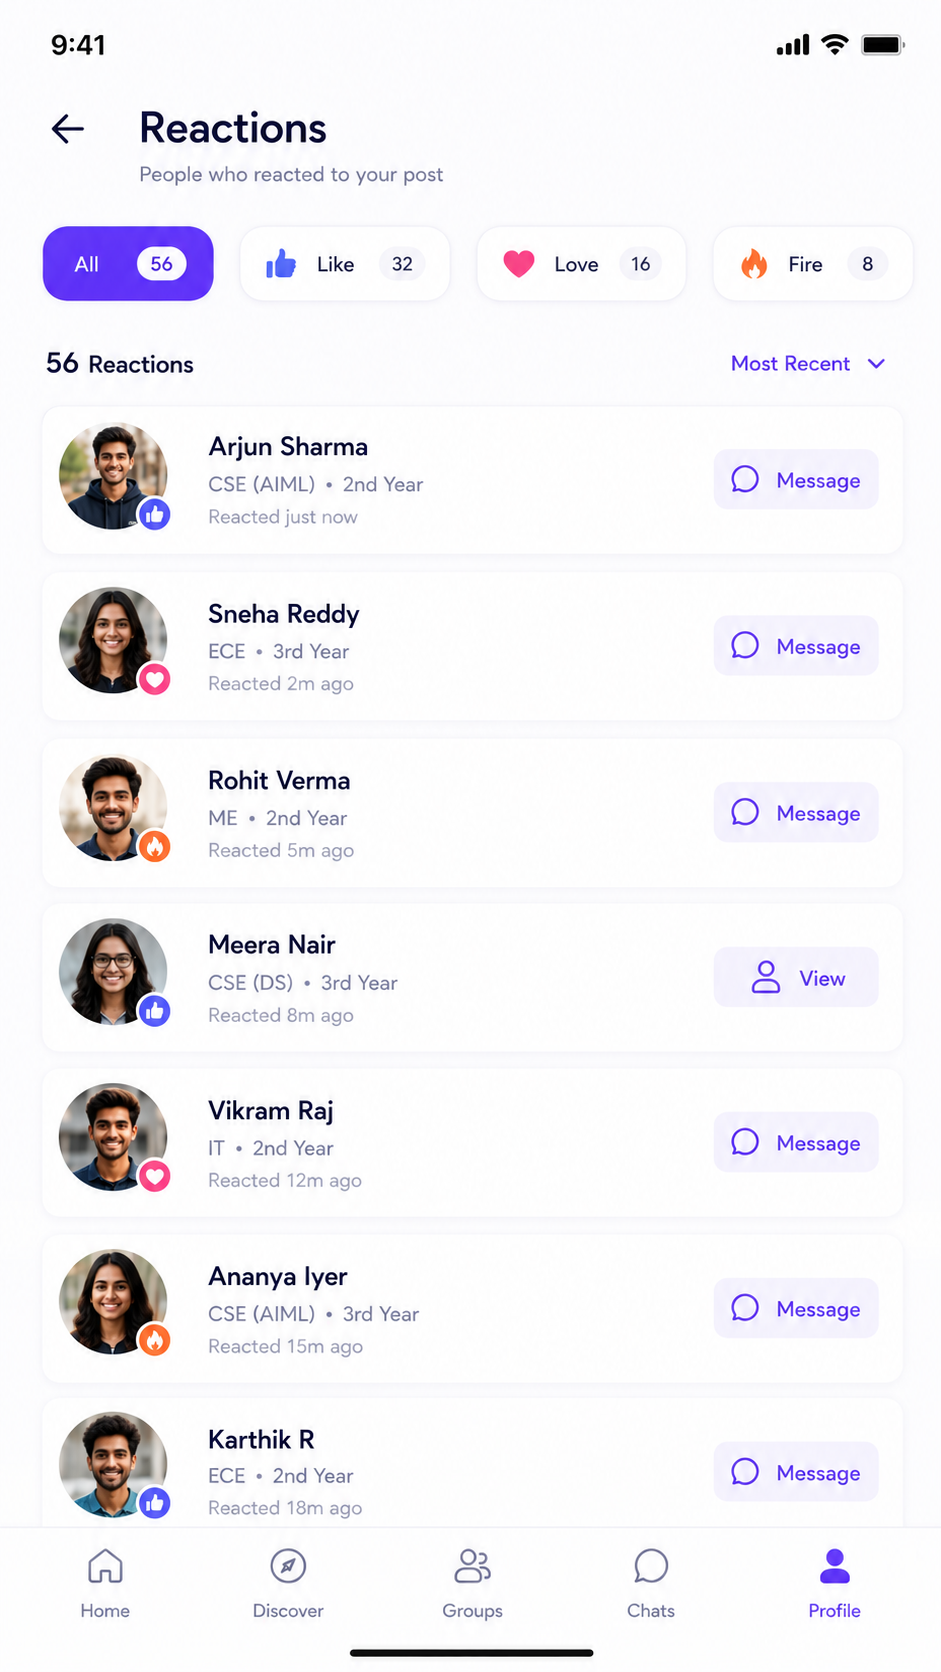 9:41
Reactions
People who reacted to your post
All 56 Like 32 Love 16 Fire 8
56 Reactions Most Recent
Arjun Sharma
CSE (AIML) • 2nd Year
Reacted just now
Message
Sneha Reddy
ECE • 3rd Year
Reacted 2m ago
Message
Rohit Verma
ME • 2nd Year
Reacted 5m ago
Message
Meera Nair
CSE (DS) • 3rd Year
Reacted 8m ago
View
Vikram Raj
IT • 2nd Year
Reacted 12m ago
Message
Ananya Iyer
CSE (AIML) • 3rd Year
Reacted 15m ago
Message
Karthik R
ECE • 2nd Year
Reacted 18m ago
Message
Home Discover Groups Chats Profile